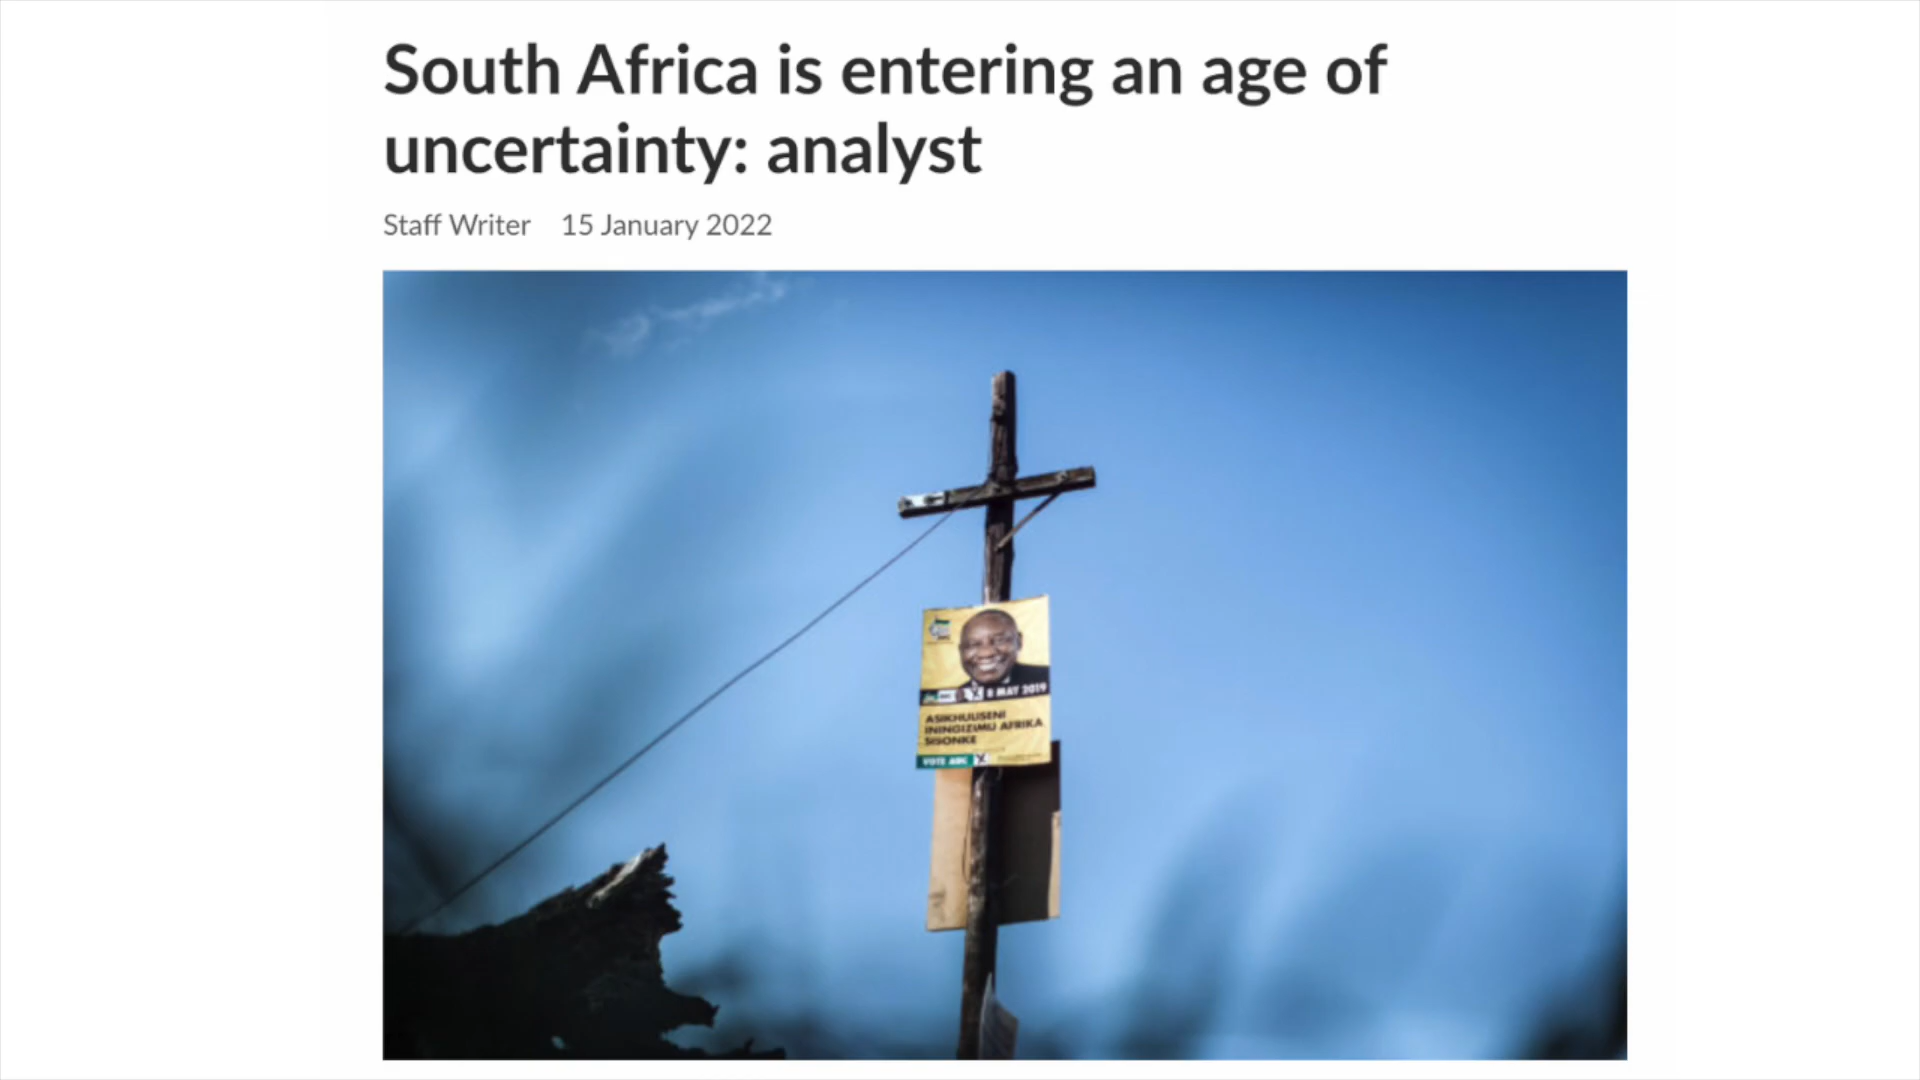 South Africa is entering an age of
uncertainty: analyst
Staff Writer 15 January 2022
X 8 MAY 2019
ASIKHULISENI
ININGIZIMU AFRIKA
SISONKE
VOTE ANC X